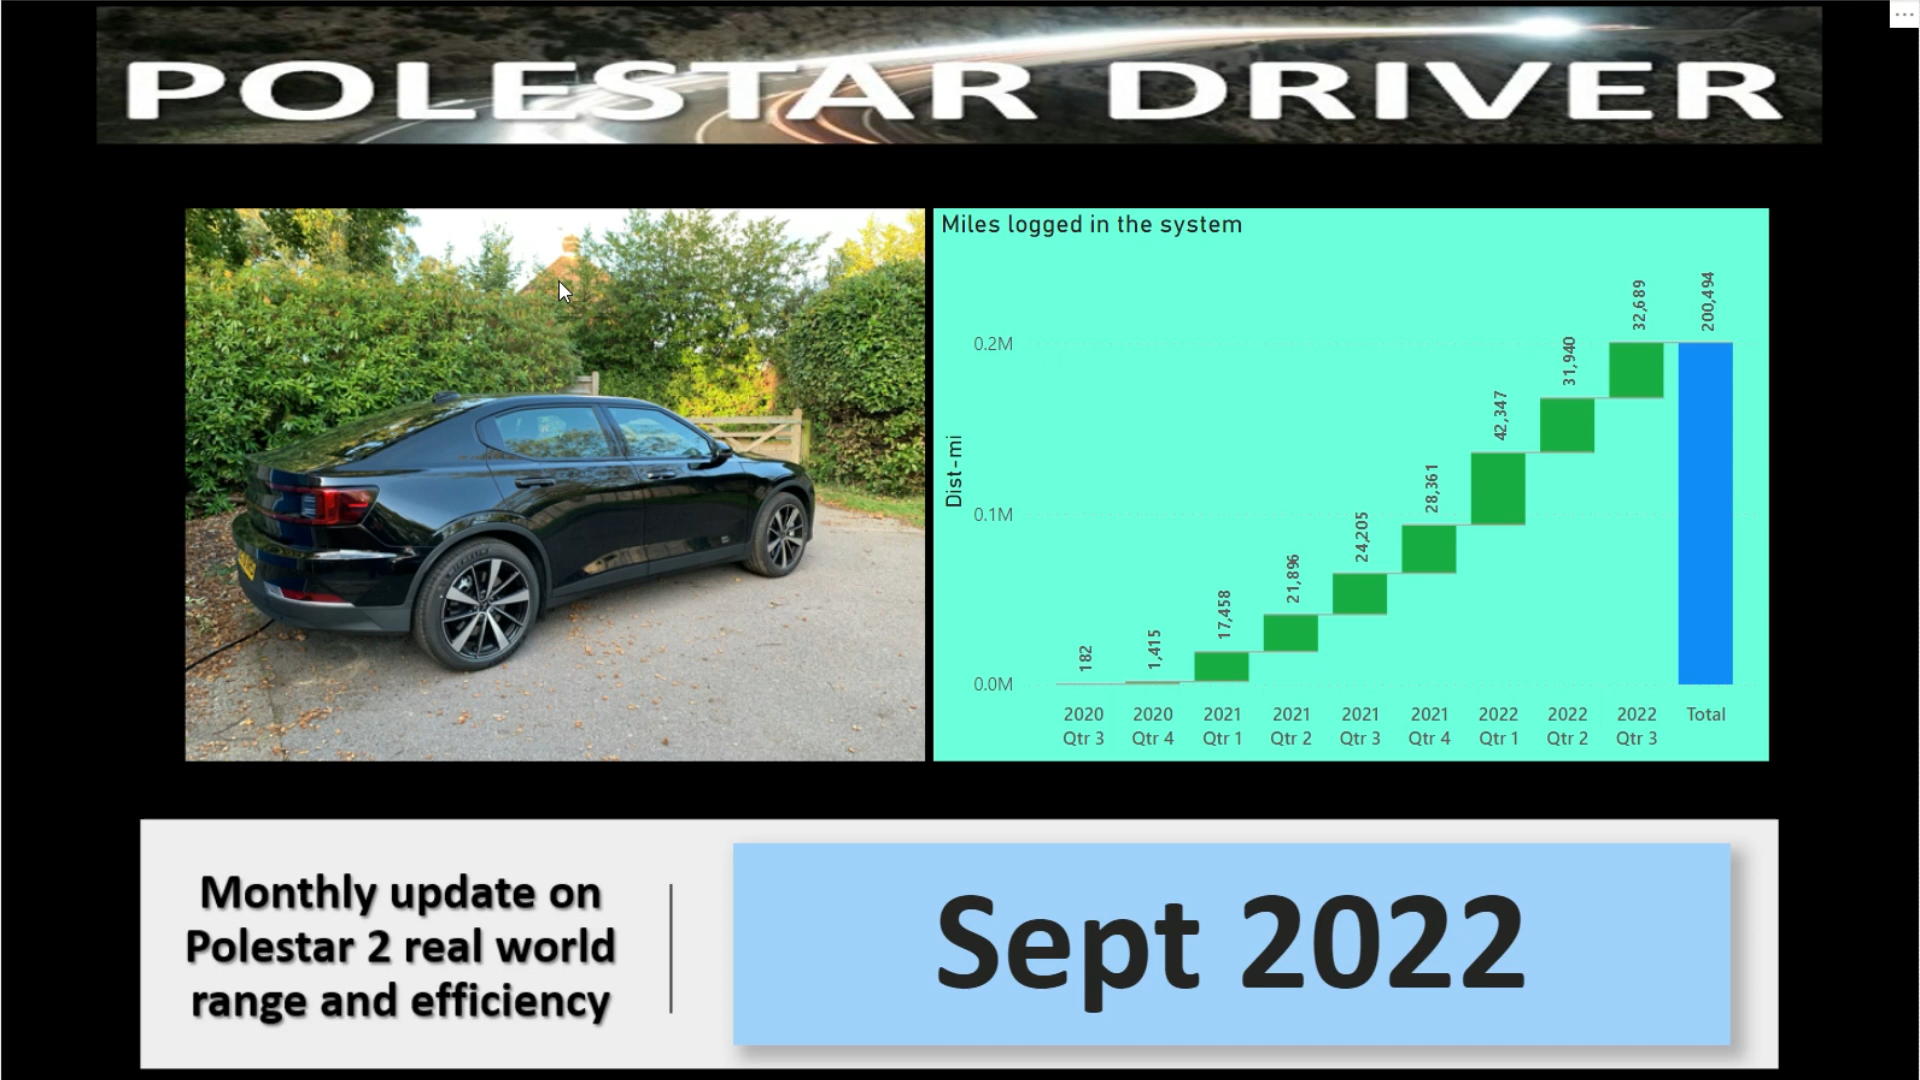 POLESTAR DRIVER
Miles logged in the system
Dist-mi
0.2M
0.1M
0.0M
182
1,415
17,458
21,896
24,205
28,361
42,347
31,940
32,689
200,494
2020 Qtr 3
2020 Qtr 4
2021 Qtr 1
2021 Qtr 2
2021 Qtr 3
2021 Qtr 4
2022 Qtr 1
2022 Qtr 2
2022 Qtr 3
Total
Monthly update on
Polestar 2 real world
range and efficiency
Sept 2022